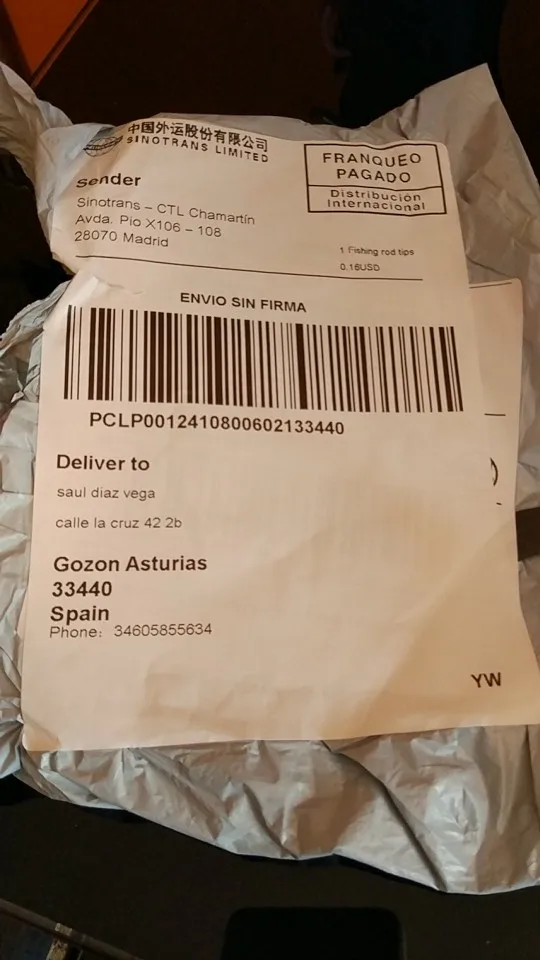 中国外运股份有限公司
SINOTRANS LIMITED
FRANQUEO
PAGADO
Distribución
Internacional
sender
Sinotrans – CTL Chamartín
Avda. Pio X106 – 108
28070 Madrid
1 Fishing rod tips
0.16USD
ENVIO SIN FIRMA
PCLP0012410800602133440
Deliver to
saul diaz vega
calle la cruz 42 2b
Gozon Asturias
33440
Spain
Phone: 34605855634
YW